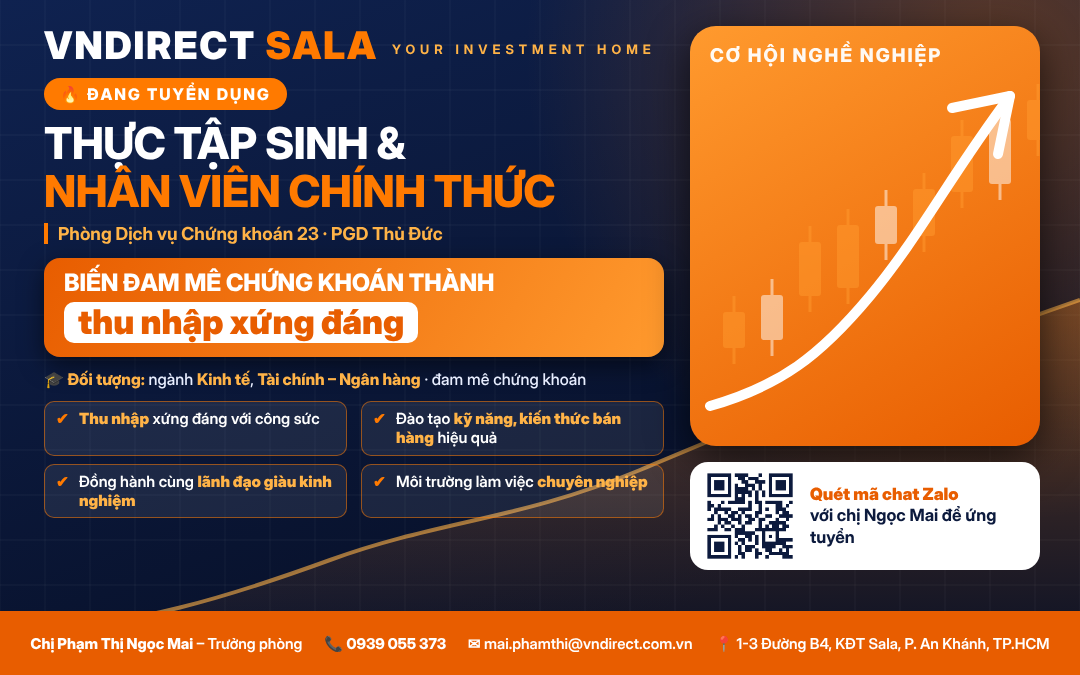 VNDIRECT SALA YOUR INVESTMENT HOME
🔥 ĐANG TUYỂN DỤNG
THỰC TẬP SINH &
NHÂN VIÊN CHÍNH THỨC
Phòng Dịch vụ Chứng khoán 23 · PGD Thủ Đức
BIẾN ĐAM MÊ CHỨNG KHOÁN THÀNH
thu nhập xứng đáng
🎓 Đối tượng: ngành Kinh tế, Tài chính – Ngân hàng · đam mê chứng khoán
✔ Thu nhập xứng đáng với công sức
✔ Đào tạo kỹ năng, kiến thức bán
hàng hiệu quả
✔ Đồng hành cùng lãnh đạo giàu kinh
nghiệm
✔ Môi trường làm việc chuyên nghiệp
CƠ HỘI NGHỀ NGHIỆP
Quét mã chat Zalo
với chị Ngọc Mai để ứng
tuyển
Chị Phạm Thị Ngọc Mai – Trưởng phòng 📞 0939 055 373 ✉ mai.phamthi@vndirect.com.vn 📍 1-3 Đường B4, KĐT Sala, P. An Khánh, TP.HCM